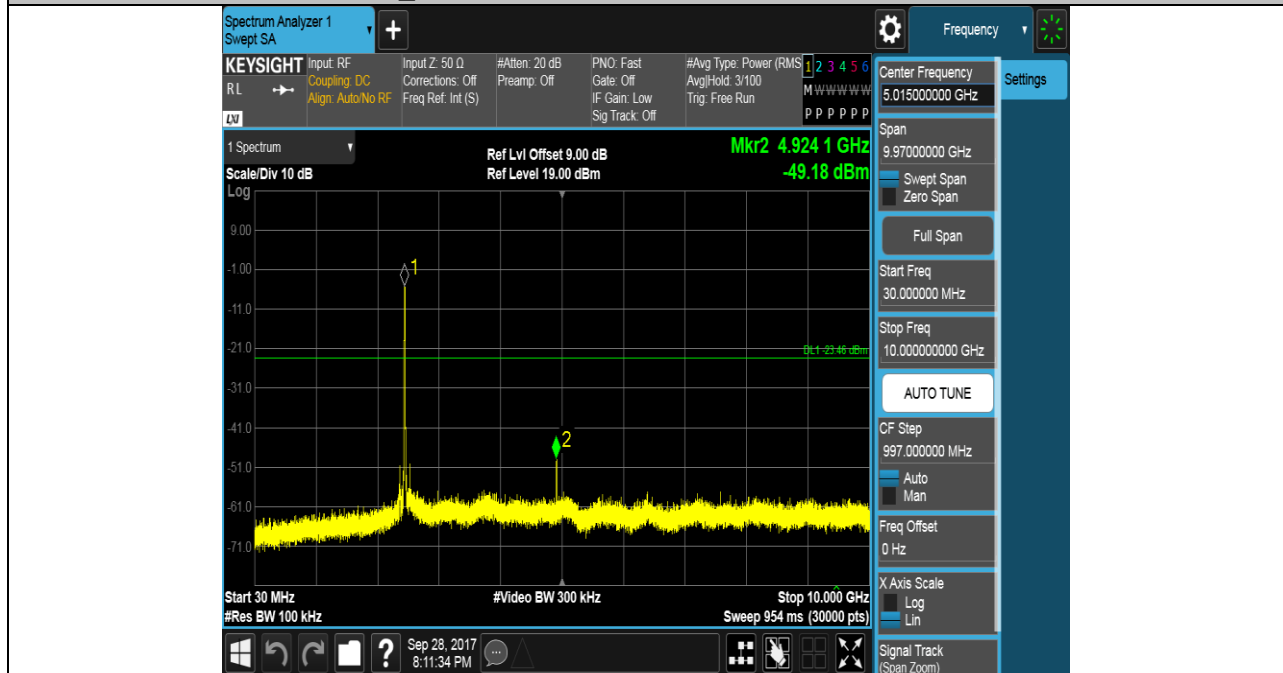 Spectrum Analyzer 1
Swept SA
+
Frequency
KEYSIGHT
RL
LXI
Input: RF
Coupling: DC
Align: Auto/No RF
Input Z: 50 Ω
Corrections: Off
Freq Ref: Int (S)
#Atten: 20 dB
Preamp: Off
PNO: Fast
Gate: Off
IF Gain: Low
Sig Track: Off
#Avg Type: Power (RMS
Avg|Hold: 3/100
Trig: Free Run
1 2 3 4 5 6
M W W W W W
P P P P P P
1 Spectrum
Scale/Div 10 dB
Ref Lvl Offset 9.00 dB
Ref Level 19.00 dBm
Mkr2 4.924 1 GHz
-49.18 dBm
Log
9.00
-1.00
-11.0
-21.0
-31.0
-41.0
-51.0
-61.0
-71.0
1
2
DL1 -23.46 dBm
Start 30 MHz
#Res BW 100 kHz
#Video BW 300 kHz
Stop 10.000 GHz
Sweep 954 ms (30000 pts)
Center Frequency
5.015000000 GHz
Span
9.97000000 GHz
Swept Span
Zero Span
Full Span
Start Freq
30.000000 MHz
Stop Freq
10.000000000 GHz
AUTO TUNE
CF Step
997.000000 MHz
Auto
Man
Freq Offset
0 Hz
X Axis Scale
Log
Lin
Signal Track
(Span Zoom)
Settings
?
Sep 28, 2017
8:11:34 PM